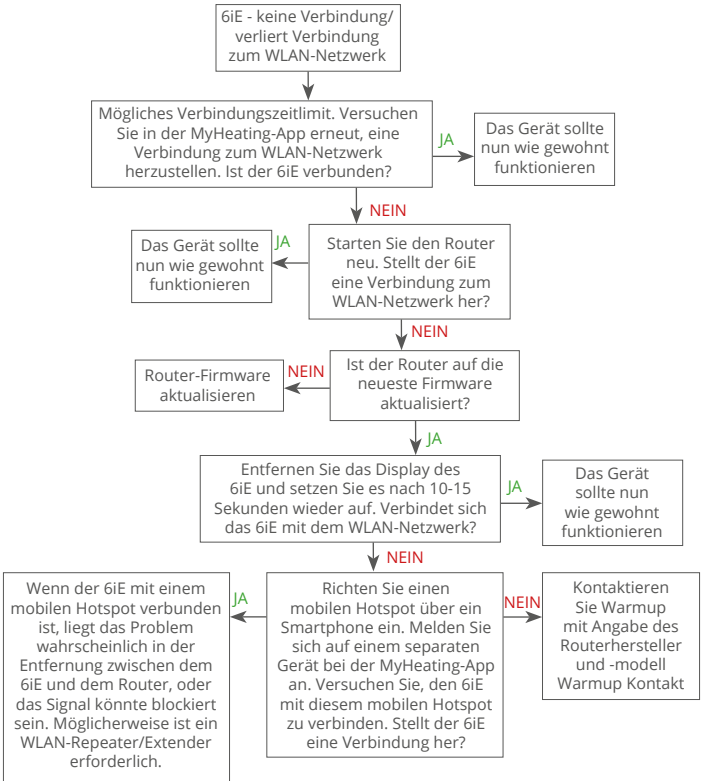 6iE - keine Verbindung/
verliert Verbindung
zum WLAN-Netzwerk
Mögliches Verbindungszeitlimit. Versuchen
Sie in der MyHeating-App erneut, eine
Verbindung zum WLAN-Netzwerk
herzustellen. Ist der 6iE verbunden?
JA
Das Gerät sollte
nun wie gewohnt
funktionieren
NEIN
Starten Sie den Router
neu. Stellt der 6iE
eine Verbindung zum
WLAN-Netzwerk her?
JA
Das Gerät sollte
nun wie gewohnt
funktionieren
NEIN
Ist der Router auf die
neueste Firmware
aktualisiert?
NEIN
Router-Firmware
aktualisieren
JA
Entfernen Sie das Display des
6iE und setzen Sie es nach 10-15
Sekunden wieder auf. Verbindet sich
das 6iE mit dem WLAN-Netzwerk?
JA
Das Gerät
sollte nun
wie gewohnt
funktionieren
NEIN
Richten Sie einen
mobilen Hotspot über ein
Smartphone ein. Melden Sie
sich auf einem separaten
Gerät bei der MyHeating-App
an. Versuchen Sie, den 6iE
mit diesem mobilen Hotspot
zu verbinden. Stellt der 6iE
eine Verbindung her?
JA
Wenn der 6iE mit einem
mobilen Hotspot verbunden
ist, liegt das Problem
wahrscheinlich in der
Entfernung zwischen dem
6iE und dem Router, oder
das Signal könnte blockiert
sein. Möglicherweise ist ein
WLAN-Repeater/Extender
erforderlich.
NEIN
Kontaktieren
Sie Warmup
mit Angabe des
Routerhersteller
und -modell
Warmup Kontakt